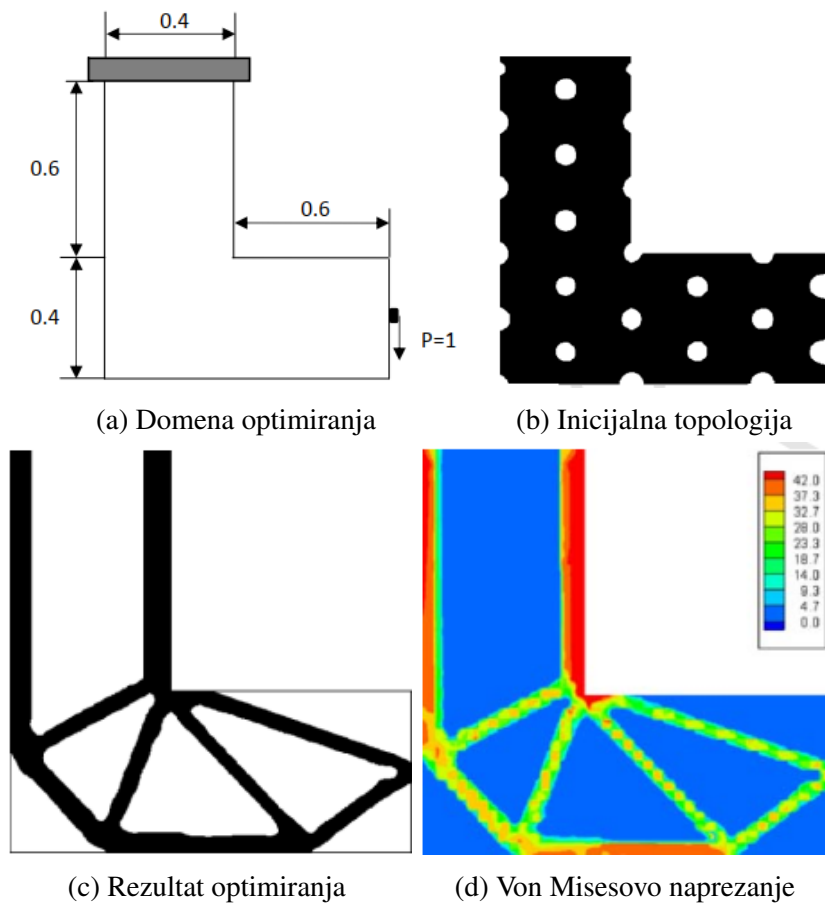 0.4
0.6
0.6
0.4
P=1
(a) Domena optimiranja
(b) Inicijalna topologija
42.0
37.3
32.7
28.0
23.3
18.7
14.0
9.3
4.7
0.0
(c) Rezultat optimiranja
(d) Von Misesovo naprezanje